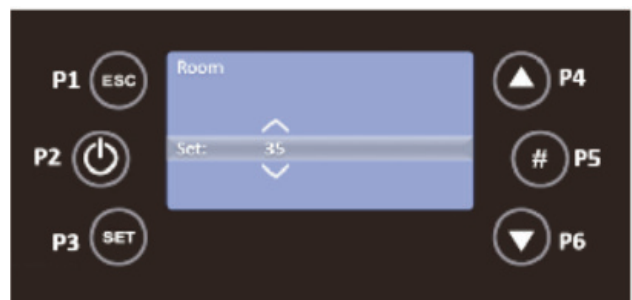 P1 ESC
Room
P4
P2
Set: 35
# P5
P3 SET
P6